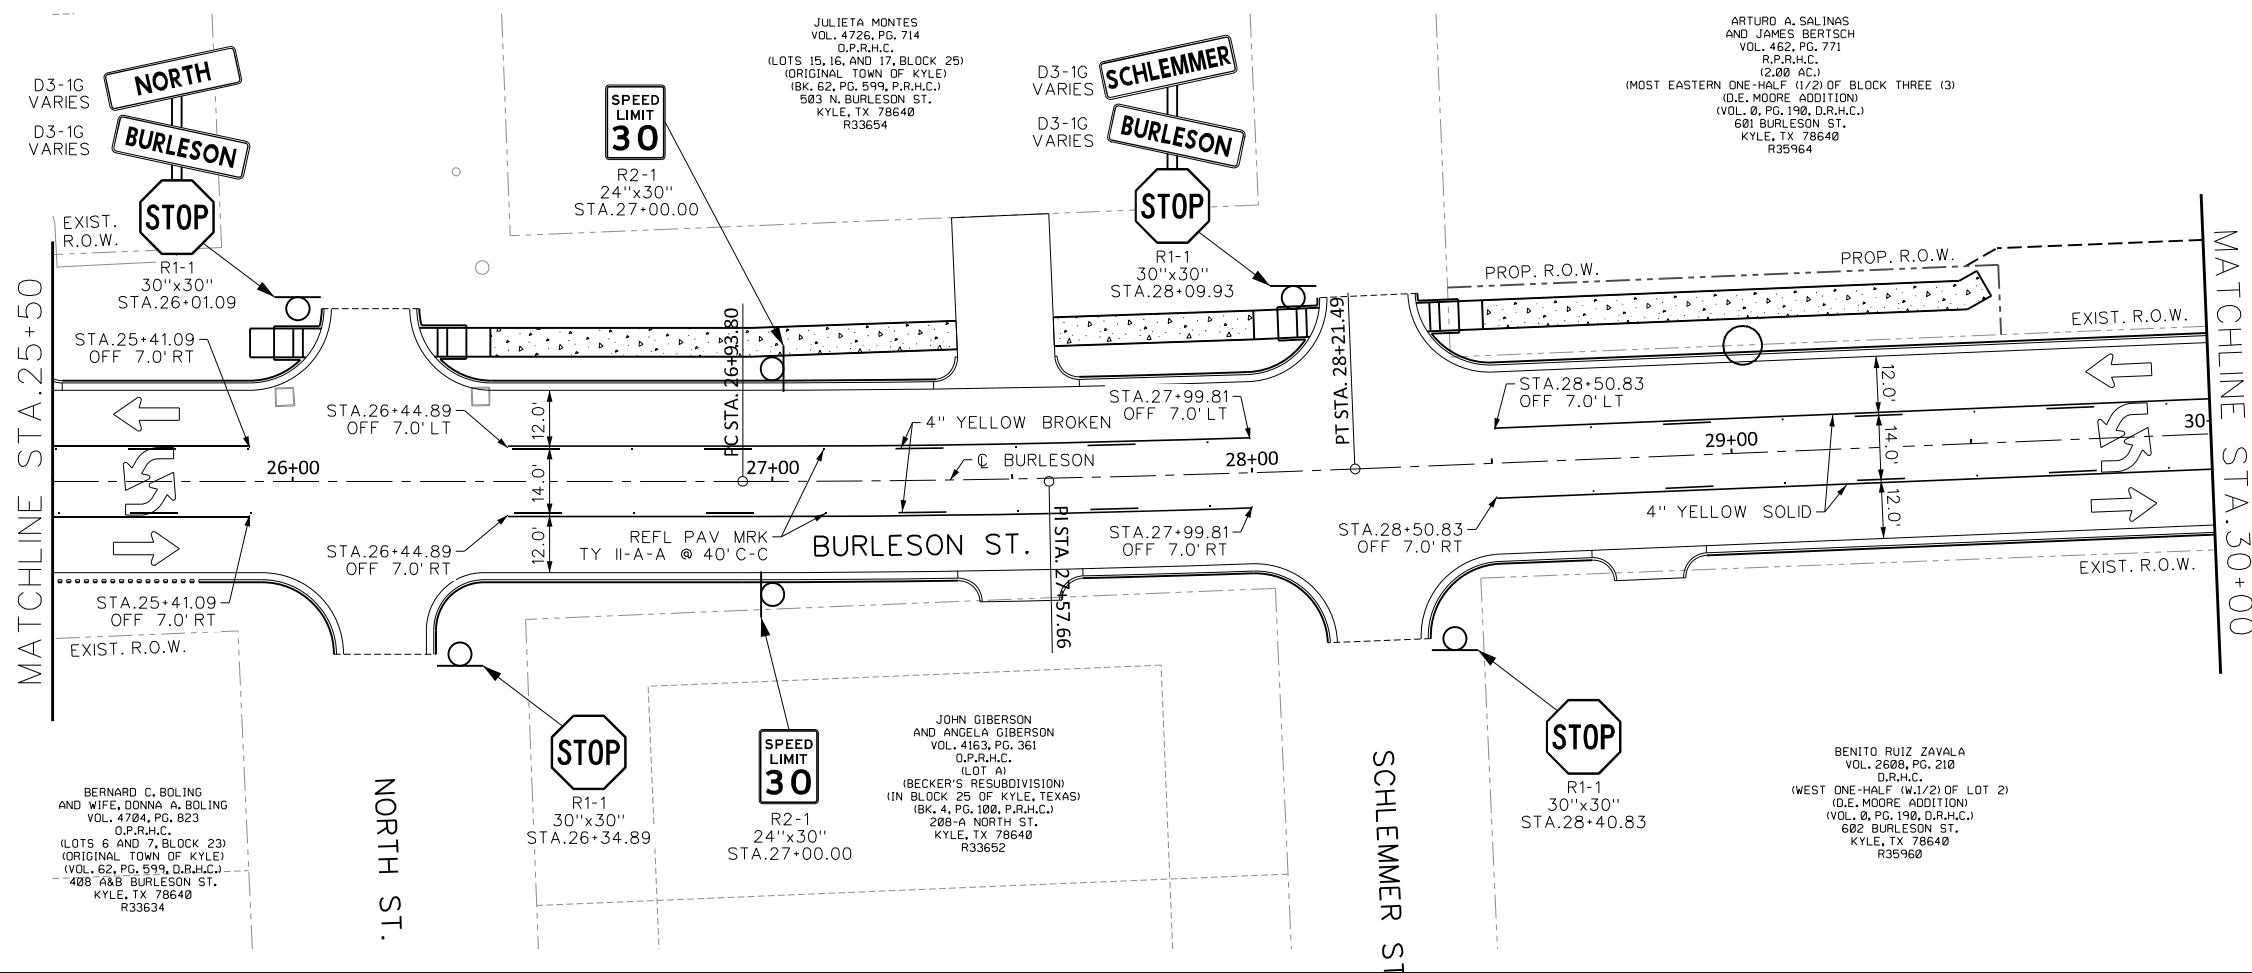 MATCHLINE STA.25+50
D3-1G
VARIES
NORTH
D3-1G
VARIES
BURLESON
STOP
EXIST.
R.O.W.
R1-1
30"x30"
STA.26+01.09
STA.25+41.09
OFF 7.0' RT
SPEED
LIMIT
30
R2-1
24"x30"
STA.27+00.00
JULIETA MONTES
VOL. 4726, PG. 714
O.P.R.H.C.
(LOTS 15, 16, AND 17, BLOCK 25)
(ORIGINAL TOWN OF KYLE)
(BK. 62, PG. 599, P.R.H.C.)
503 N. BURLESON ST.
KYLE, TX 78640
R33654
D3-1G
VARIES
SCHLEMMER
D3-1G
VARIES
BURLESON
STOP
R1-1
30"x30"
STA.28+09.93
ARTURO A. SALINAS
AND JAMES BERTSCH
VOL. 462, PG. 771
R.P.R.H.C.
(2.00 AC.)
(MOST EASTERN ONE-HALF (1/2) OF BLOCK THREE (3)
(D.E. MOORE ADDITION)
(VOL. 0, PG. 190, D.R.H.C.)
601 BURLESON ST.
KYLE, TX 78640
R35964
PROP. R.O.W.
PROP. R.O.W.
EXIST. R.O.W.
MATCHLINE STA.30+00
PC STA. 26+93.80
PT STA. 28+21.49
PI STA. 27+57.66
STA.26+44.89
OFF 7.0' LT
12.0'
4" YELLOW BROKEN
STA.27+99.81
OFF 7.0' LT
STA.28+50.83
OFF 7.0' LT
12.0'
26+00
27+00
℄ BURLESON
28+00
29+00
30
14.0'
14.0'
STA.26+44.89
OFF 7.0' RT
12.0'
REFL PAV MRK
TY II-A-A @ 40' C-C
BURLESON ST.
STA.27+99.81
OFF 7.0' RT
STA.28+50.83
OFF 7.0' RT
4" YELLOW SOLID
12.0'
EXIST. R.O.W.
STA.25+41.09
OFF 7.0' RT
EXIST. R.O.W.
BERNARD C. BOLING
AND WIFE, DONNA A. BOLING
VOL. 4704, PG. 823
O.P.R.H.C.
(LOTS 6 AND 7, BLOCK 23)
(ORIGINAL TOWN OF KYLE)
(VOL. 62, PG. 599, D.R.H.C.)
408 A&B BURLESON ST.
KYLE, TX 78640
R33634
NORTH ST.
STOP
R1-1
30"x30"
STA.26+34.89
SPEED
LIMIT
30
R2-1
24"x30"
STA.27+00.00
JOHN GIBERSON
AND ANGELA GIBERSON
VOL. 4163, PG. 361
O.P.R.H.C.
(LOT A)
(BECKER'S RESUBDIVISION)
(IN BLOCK 25 OF KYLE, TEXAS)
(BK. 4, PG. 100, P.R.H.C.)
208-A NORTH ST.
KYLE, TX 78640
R33652
SCHLEMMER ST
STOP
R1-1
30"x30"
STA.28+40.83
BENITO RUIZ ZAVALA
VOL. 2608, PG. 210
D.R.H.C.
(WEST ONE-HALF (W.1/2) OF LOT 2)
(D.E. MOORE ADDITION)
(VOL. 0, PG. 190, D.R.H.C.)
602 BURLESON ST.
KYLE, TX 78640
R35960